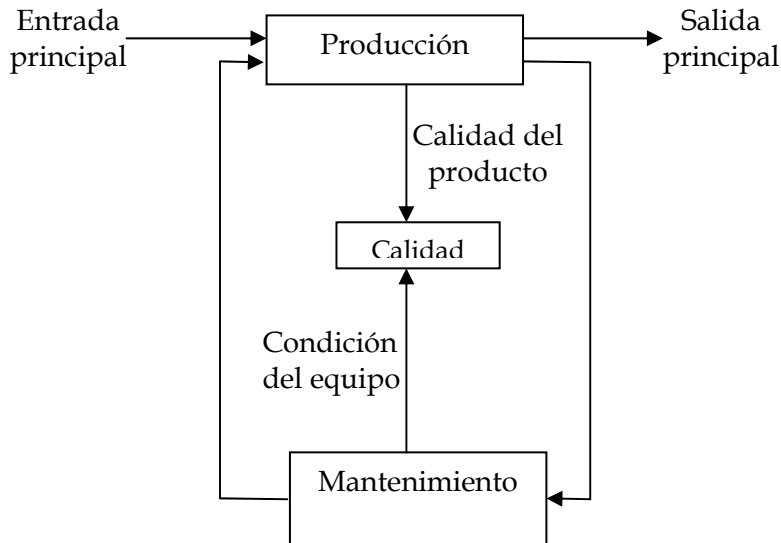 Entrada
principal
Producción
Salida
principal
Calidad del
producto
Calidad
Condición
del equipo
Mantenimiento